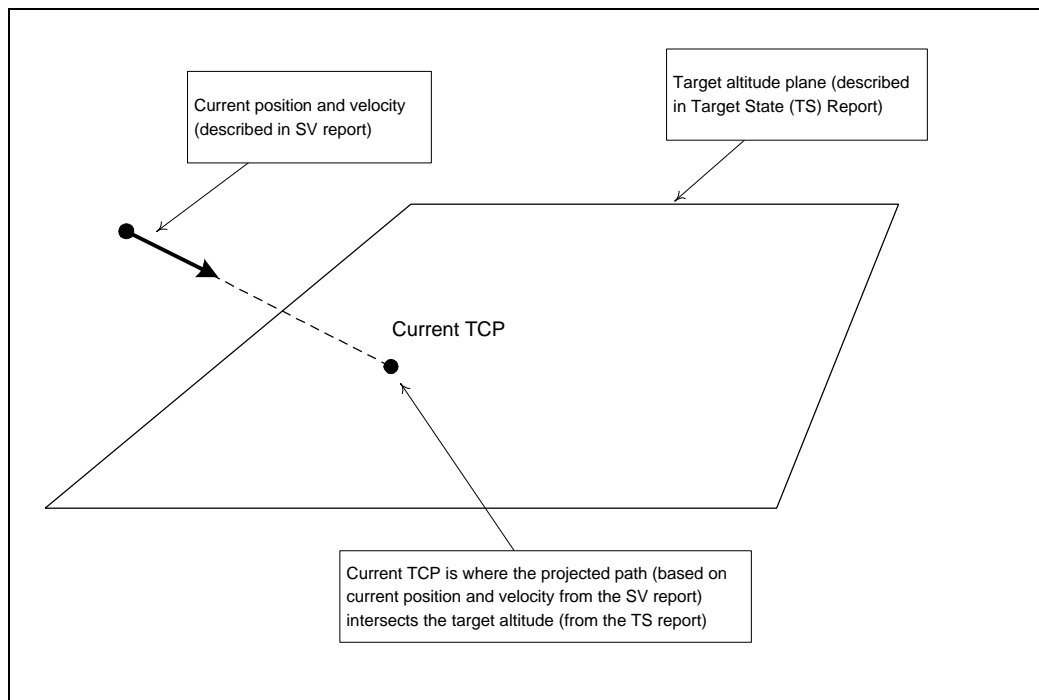 Current position and velocity
(described in SV report)
Target altitude plane (described
in Target State (TS) Report)
Current TCP
Current TCP is where the projected path (based on
current position and velocity from the SV report)
intersects the target altitude (from the TS report)